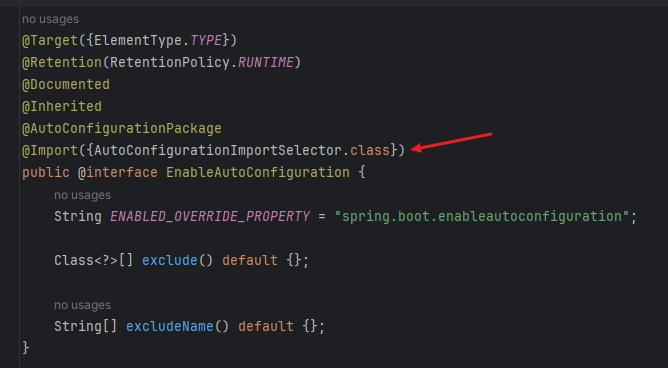 no usages
@Target({ElementType.TYPE})
@Retention(RetentionPolicy.RUNTIME)
@Documented
@Inherited
@AutoConfigurationPackage
@Import({AutoConfigurationImportSelector.class})
public @interface EnableAutoConfiguration {
no usages
String ENABLED_OVERRIDE_PROPERTY = "spring.boot.enableautoconfiguration";
Class<?>[] exclude() default {};
no usages
String[] excludeName() default {};
}